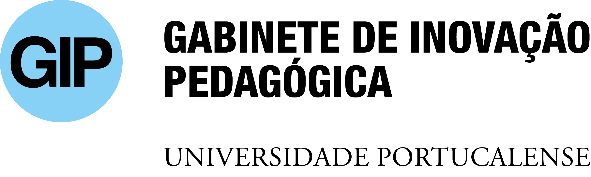 GIP
GABINETE DE INOVAÇÃO
PEDAGÓGICA
UNIVERSIDADE PORTUCALENSE